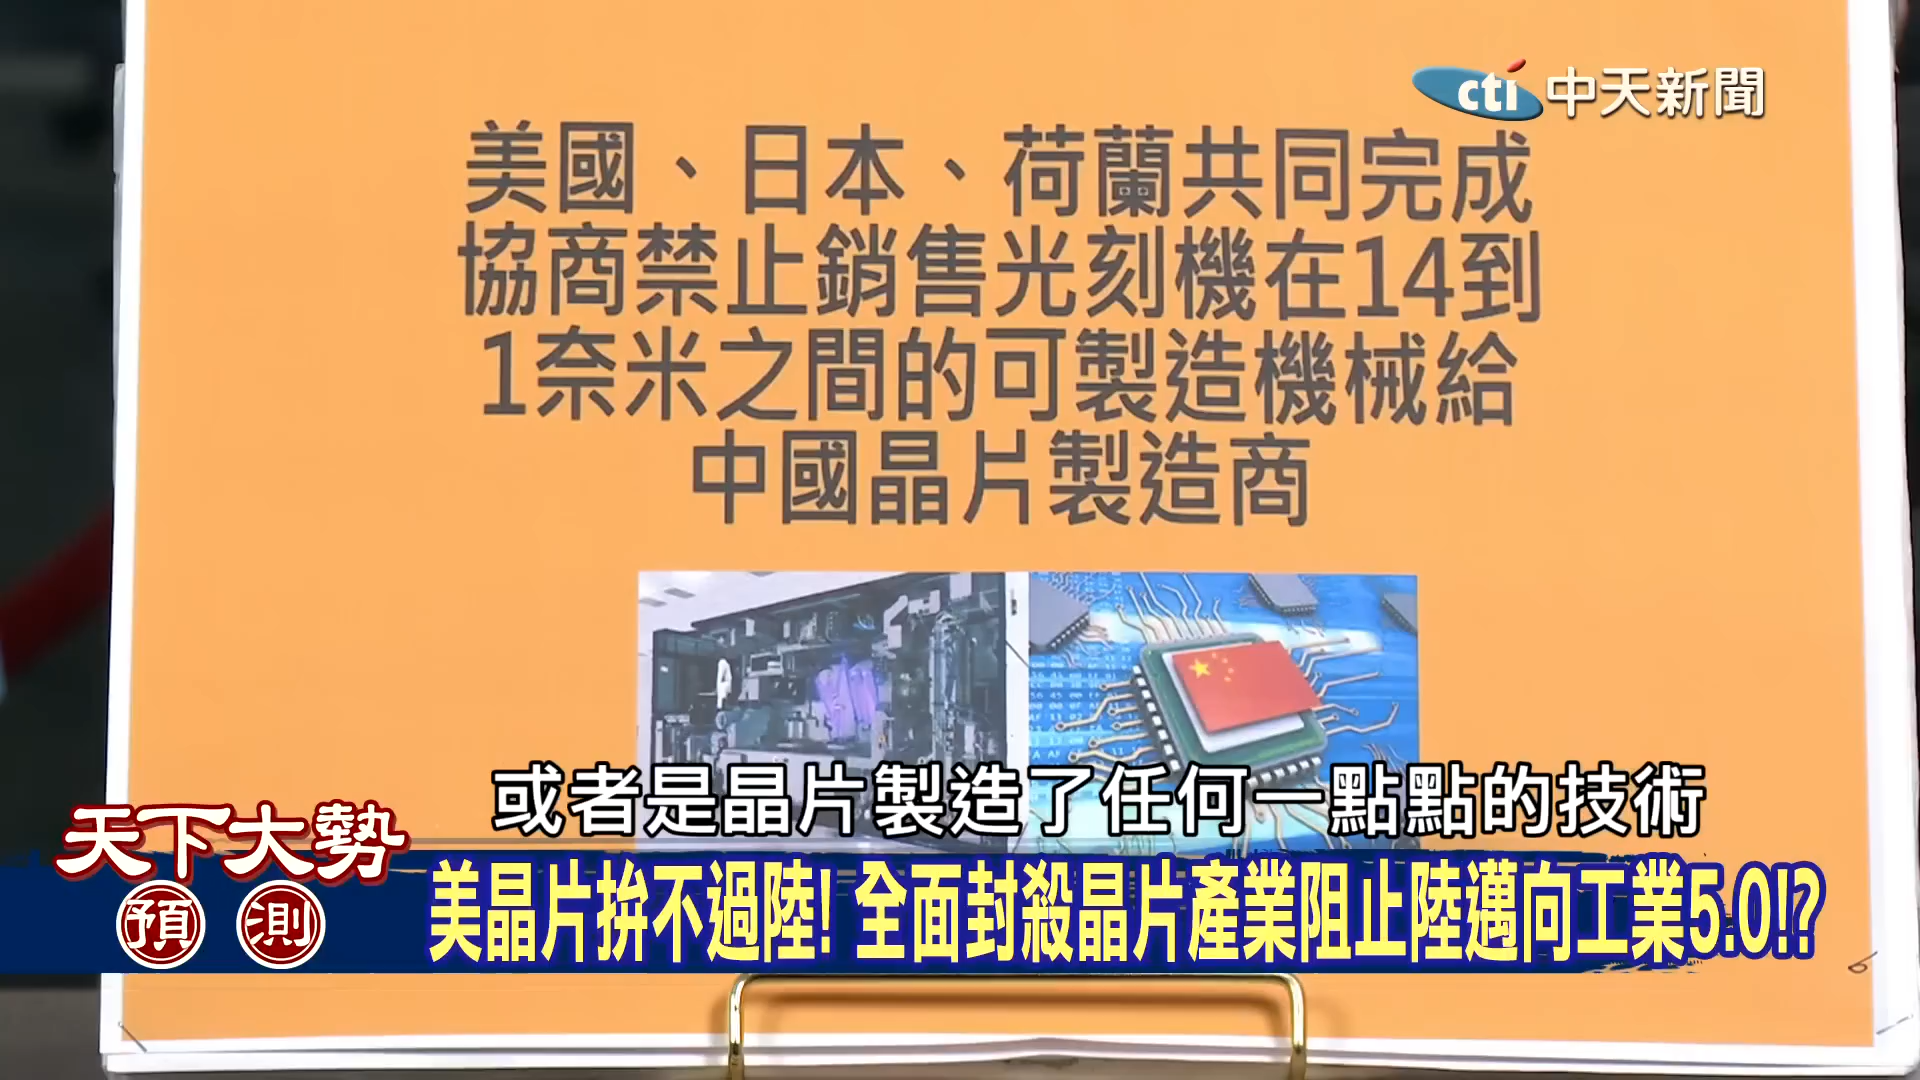 cti 中天新聞
美國、日本、荷蘭共同完成
協商禁止銷售光刻機在14到
1奈米之間的可製造機械給
中國晶片製造商
或者是晶片製造了任何一點點的技術
天下大勢
預測
美晶片拚不過陸! 全面封殺晶片產業阻止陸邁向工業5.0!?
6